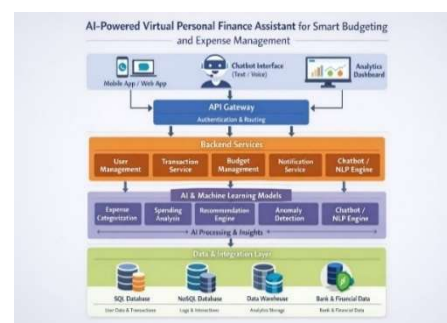 AI-Powered Virtual Personal Finance Assistant for Smart Budgeting
and Expense Management
Mobile App / Web App
Chatbot Interface
(Text / Voice)
Analytics
Dashboard
API Gateway
Authentication & Routing
Backend Services
User
Management
Transaction
Service
Budget
Management
Notification
Service
Chatbot /
NLP Engine
AI & Machine Learning Models
Expense
Categorization
Spending
Analysis
Recommendation
Engine
Anomaly
Detection
Chatbot /
NLP Engine
AI Processing & Insights
Data & Integration Layer
SQL Database
User Data & Transactions
NoSQL Database
Logs & Interactions
Data Warehouse
Analytics Storage
Bank & Financial Data
Bank & Financial Data